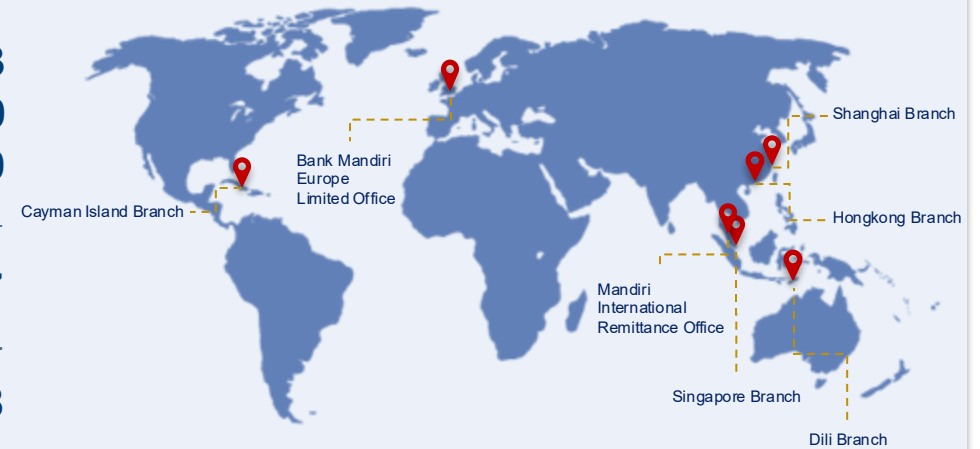 Shanghai Branch
Bank Mandiri
Europe
Limited Office
Cayman Island Branch
Hongkong Branch
Mandiri
International
Remittance Office
Singapore Branch
Dili Branch